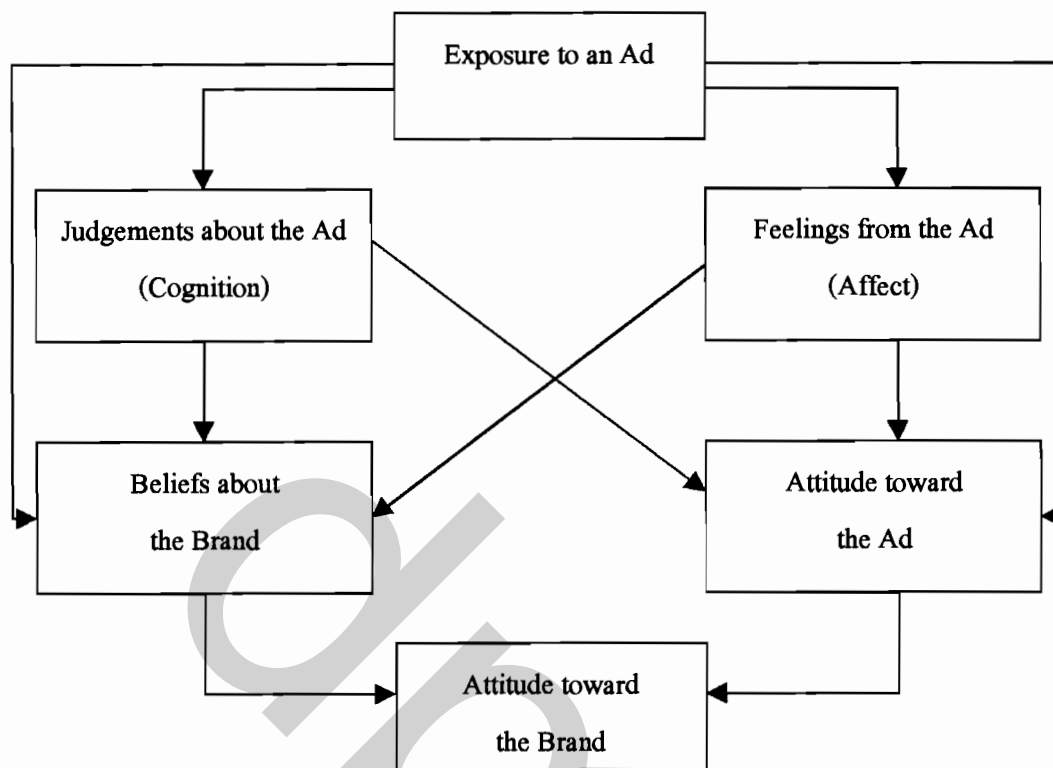 Exposure to an Ad
Judgements about the Ad
(Cognition)
Feelings from the Ad
(Affect)
Beliefs about
the Brand
Attitude toward
the Ad
Attitude toward
the Brand